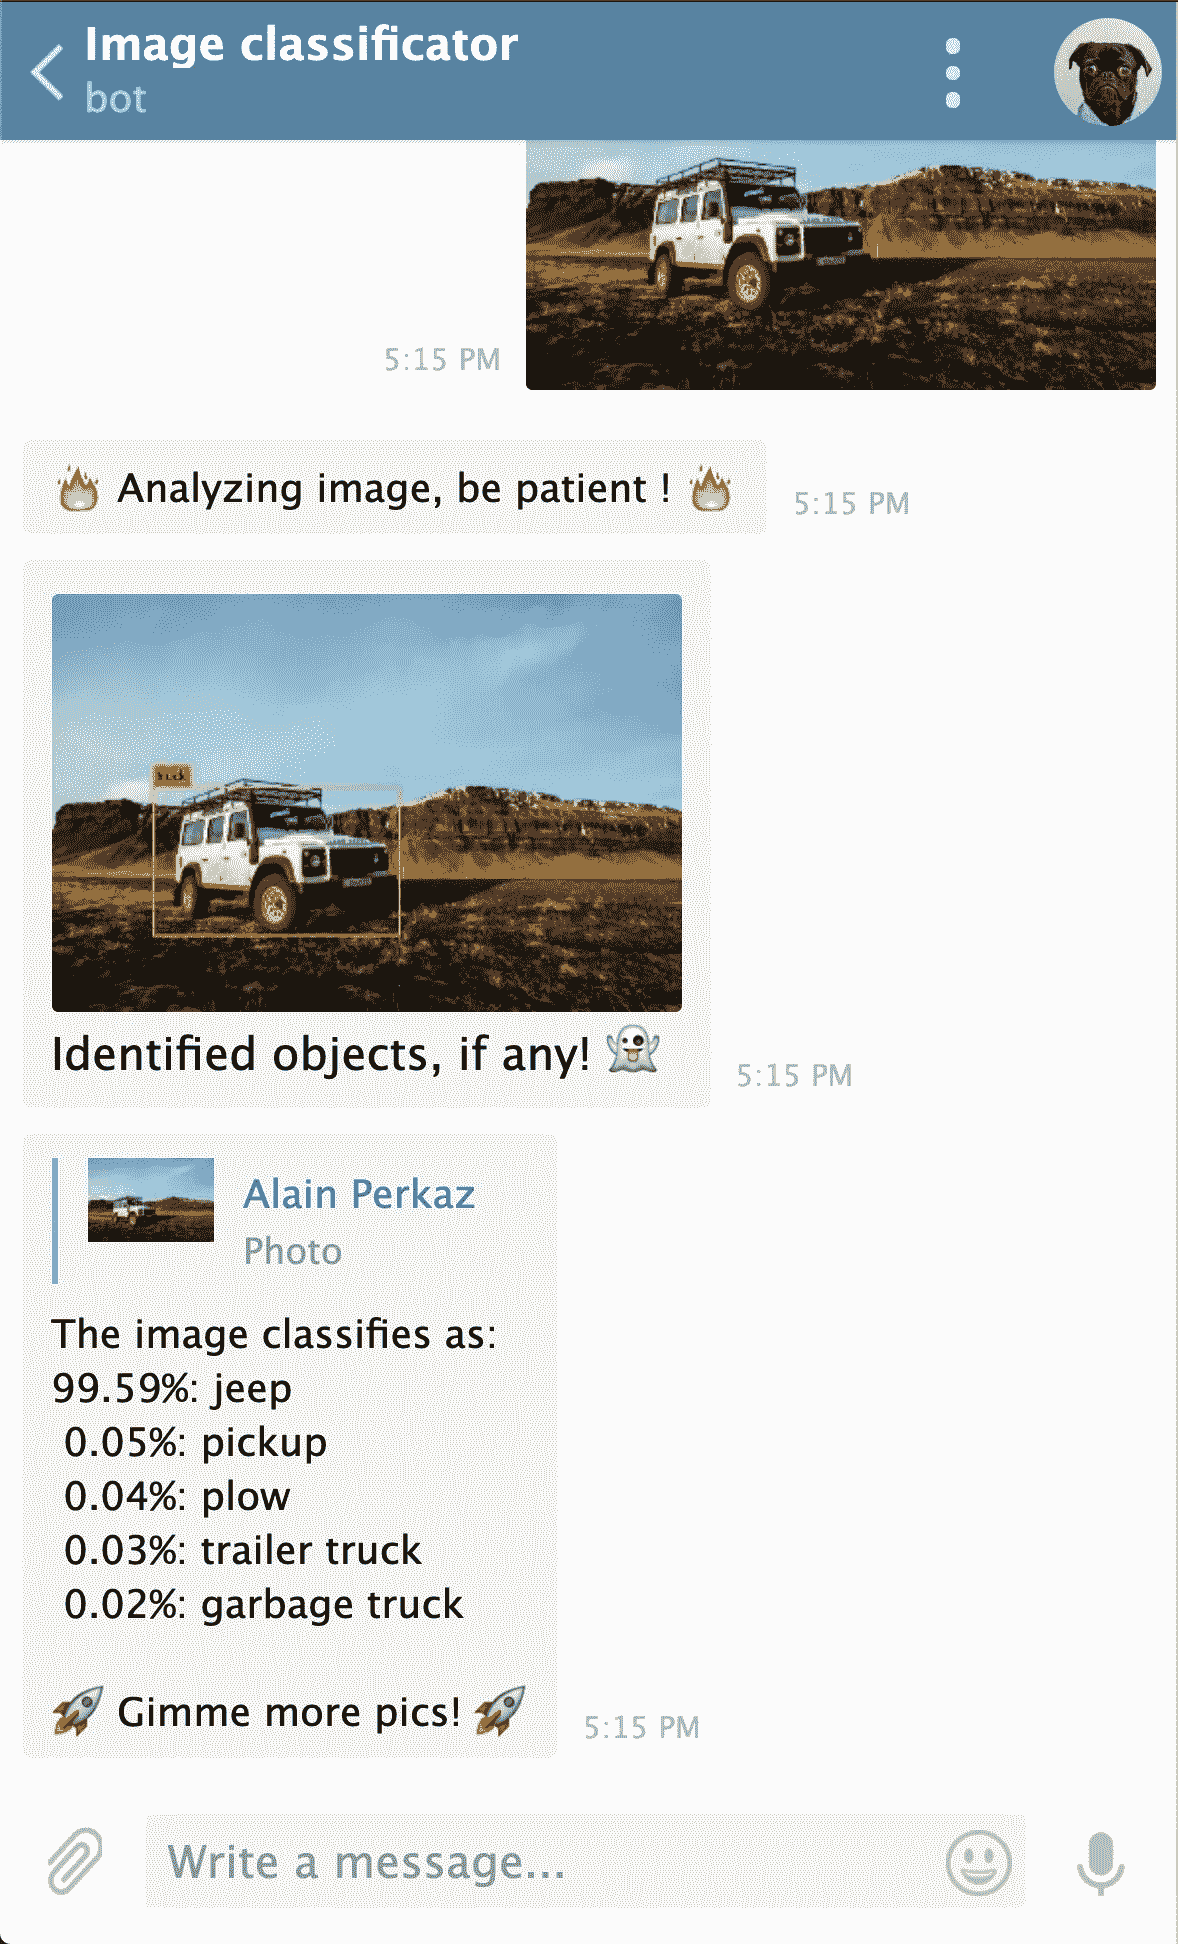 Image classificator
bot
5:15 PM
🔥 Analyzing image, be patient ! 🔥
5:15 PM
truck
Identified objects, if any! 👻
5:15 PM
Alain Perkaz
Photo
The image classifies as:
99.59%: jeep
0.05%: pickup
0.04%: plow
0.03%: trailer truck
0.02%: garbage truck
🚀 Gimme more pics! 🚀
5:15 PM
Write a message...